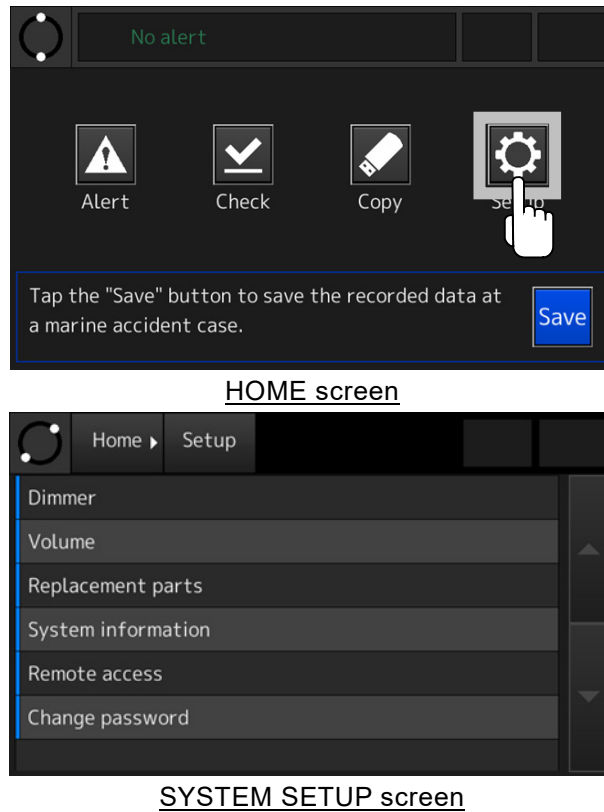 No alert
Alert Check Copy Setup
Tap the "Save" button to save the recorded data at
a marine accident case.
Save
HOME screen
Home Setup
Dimmer
Volume
Replacement parts
System information
Remote access
Change password
SYSTEM SETUP screen